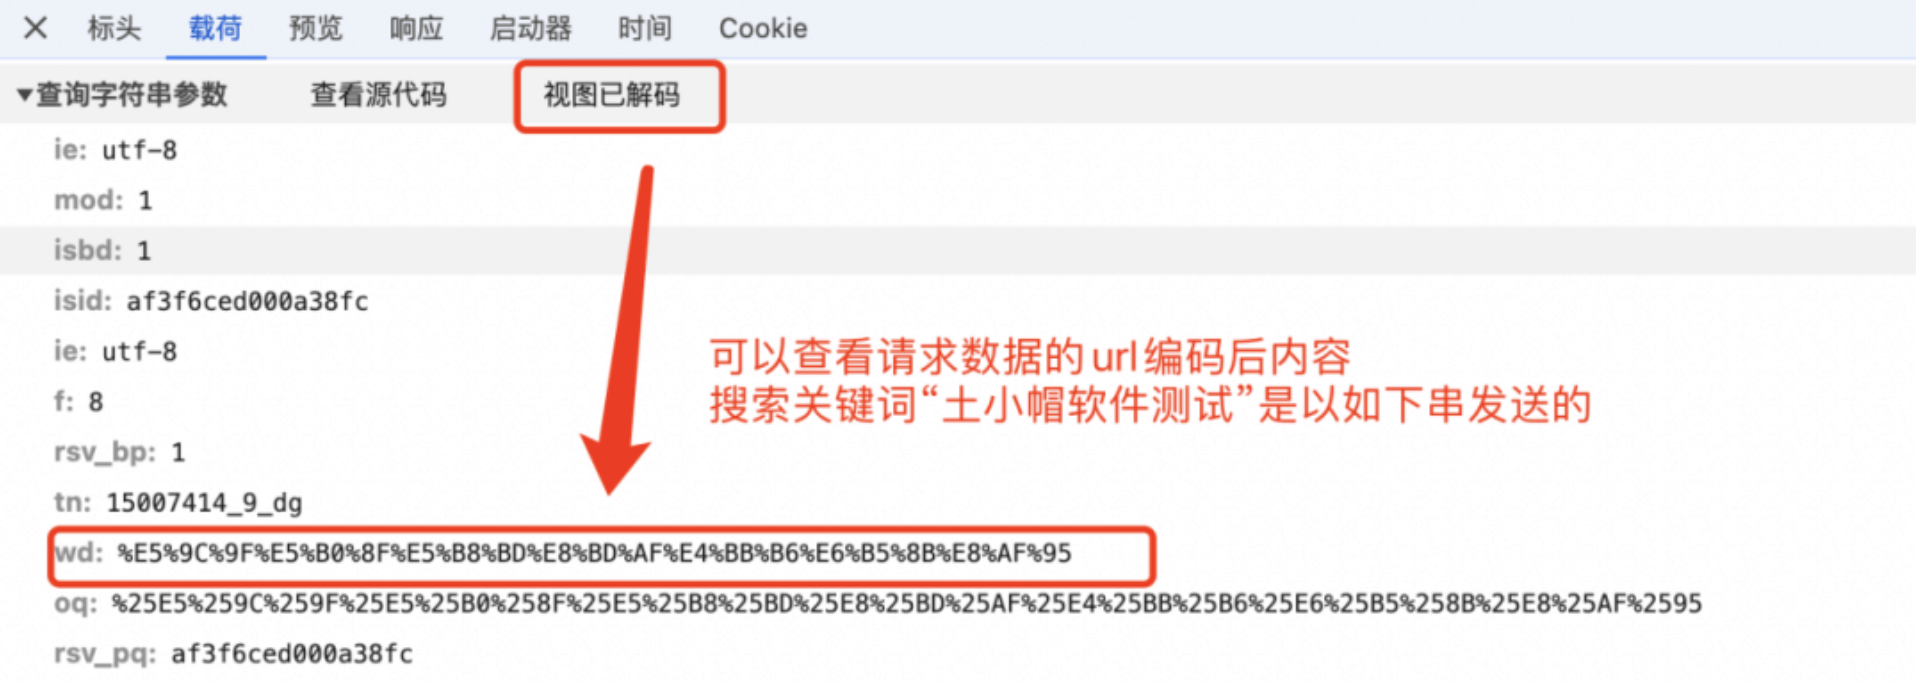 标头 载荷 预览 响应 启动器 时间 Cookie
▼查询字符串参数 查看源代码 视图已解码
ie: utf-8
mod: 1
isbd: 1
isid: af3f6ced000a38fc
ie: utf-8
可以查看请求数据的url编码后内容
搜索关键词“土小帽软件测试”是以如下串发送的
f: 8
rsv_bp: 1
tn: 15007414_9_dg
wd: %E5%9C%9F%E5%B0%8F%E5%B8%BD%E8%BD%AF%E4%BB%B6%E6%B5%8B%E8%AF%95
oq: %25E5%259C%259F%25E5%25B0%258F%25E5%25B8%25BD%25E8%25BD%25AF%25E4%25BB%25B6%25E6%25B5%258B%25E8%25AF%2595
rsv_pq: af3f6ced000a38fc